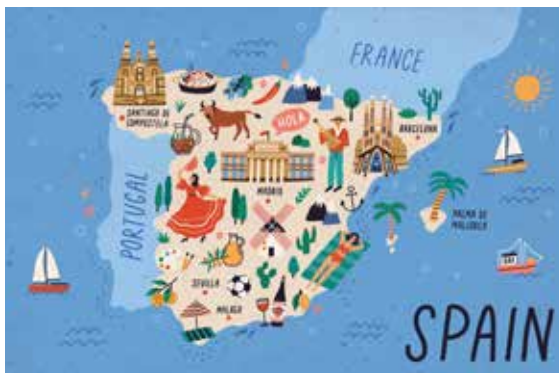 FRANCE
SANTIAGO DE
COMPOSTELA
HOLA
BARCELONA
MADRID
PORTUGAL
PALMA DE
MALLORCA
SEVILLA
MALAGA
SPAIN